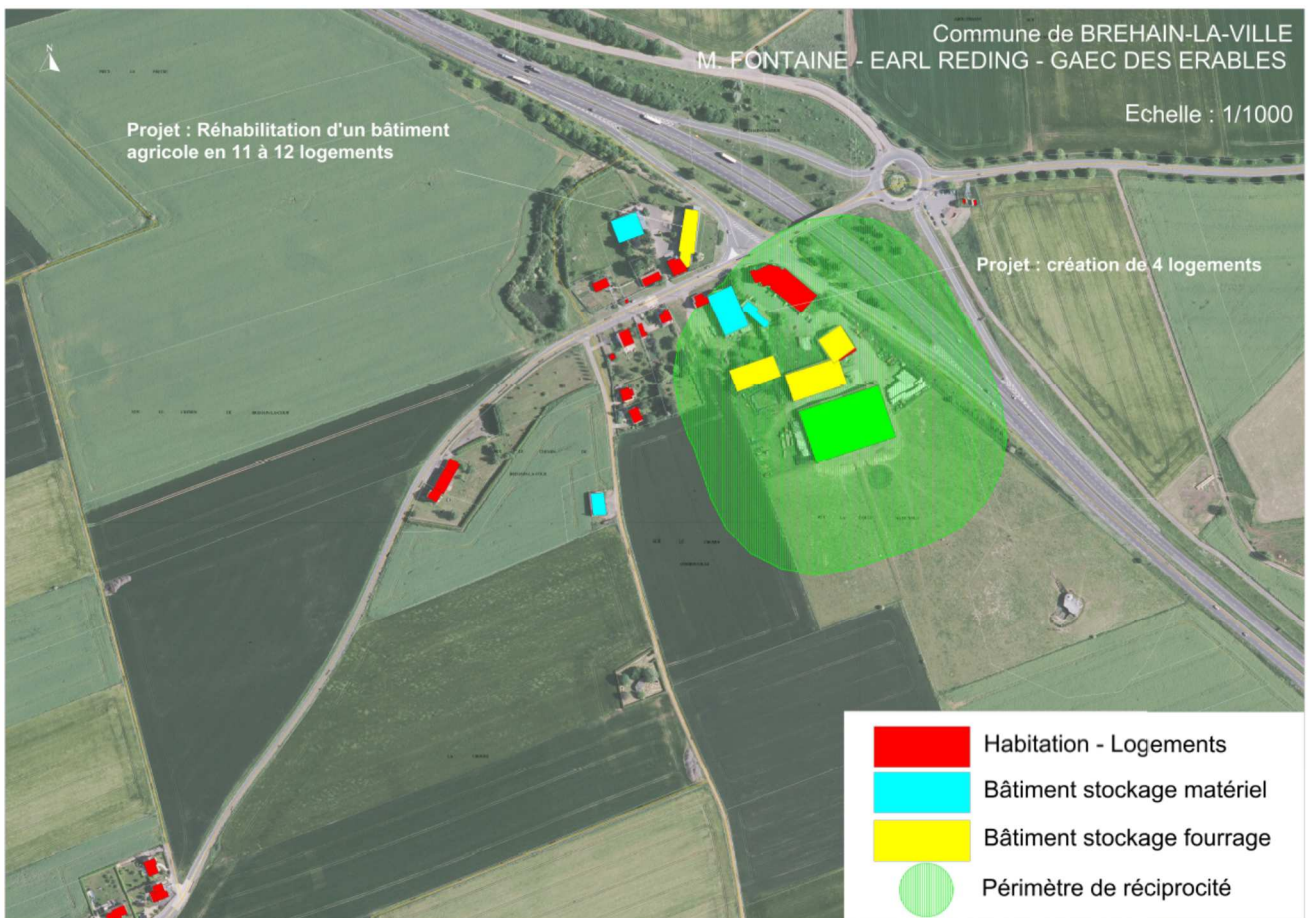 Commune de BREHAIN-LA-VILLE
M. FONTAINE - EARL REDING - GAEC DES ERABLES
Echelle : 1/1000
N
Projet : Réhabilitation d'un bâtiment
agricole en 11 à 12 logements
Projet : création de 4 logements
Habitation - Logements
Bâtiment stockage matériel
Bâtiment stockage fourrage
Périmètre de réciprocité